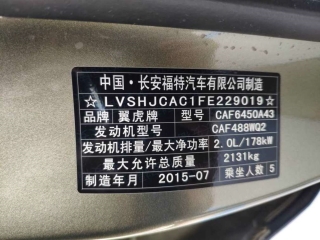 中国·长安福特汽车有限公司制造
☆LVSHJCAC1FE229019☆
品牌 翼虎牌 型号 CAF6450A43
发动机型号 CAF488WQ2
发动机排量/最大净功率 2.0L/178kW
最大允许总质量 2131kg
制造年月 2015-07 乘坐人数 5